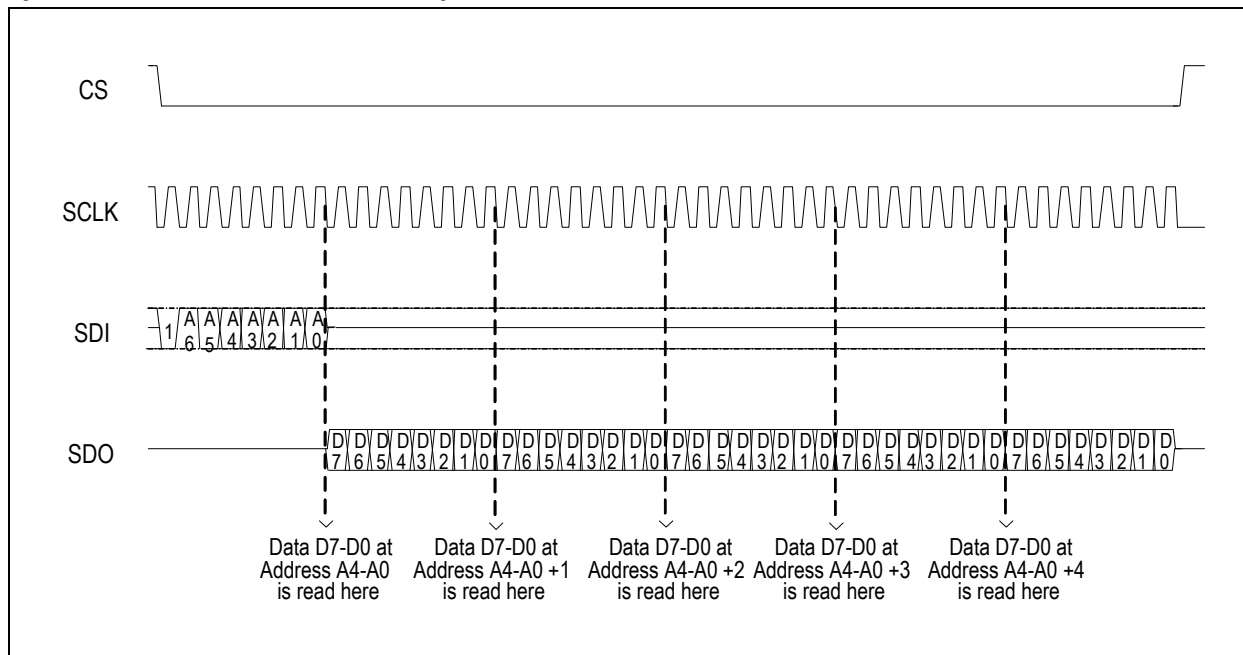 CS
SCLK
SDI
1 A6 A5 A4 A3 A2 A1 A0
SDO
D7 D6 D5 D4 D3 D2 D1 D0 D7 D6 D5 D4 D3 D2 D1 D0 D7 D6 D5 D4 D3 D2 D1 D0 D7 D6 D5 D4 D3 D2 D1 D0 D7 D6 D5 D4 D3 D2 D1 D0
Data D7-D0 at
Address A4-A0
is read here
Data D7-D0 at
Address A4-A0 +1
is read here
Data D7-D0 at
Address A4-A0 +2
is read here
Data D7-D0 at
Address A4-A0 +3
is read here
Data D7-D0 at
Address A4-A0 +4
is read here